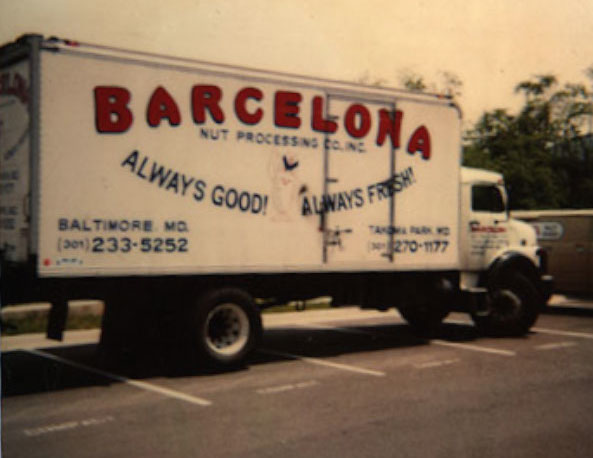 BARCELONA
NUT PROCESSING CO., INC.
ALWAYS GOOD! ALWAYS FRESH!
BALTIMORE. MD.
(301) 233-5252
TAKOMA PARK. MD
(301) 270-1177